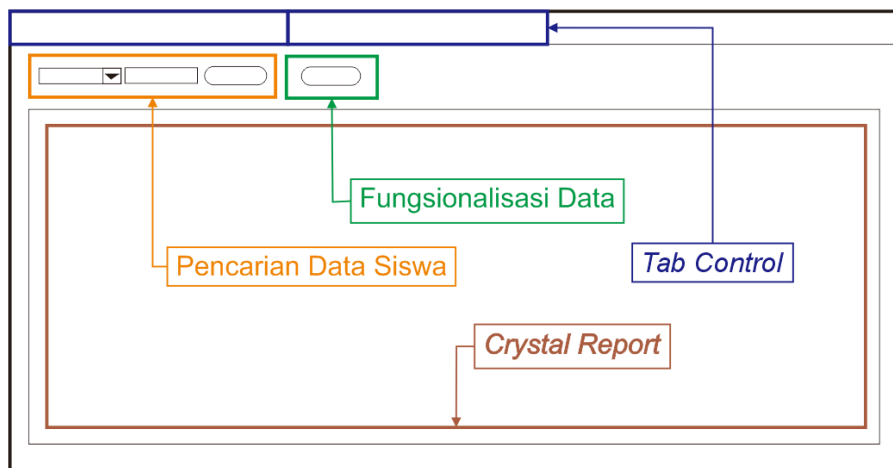 Fungsionalisasi Data
Pencarian Data Siswa
Tab Control
Crystal Report